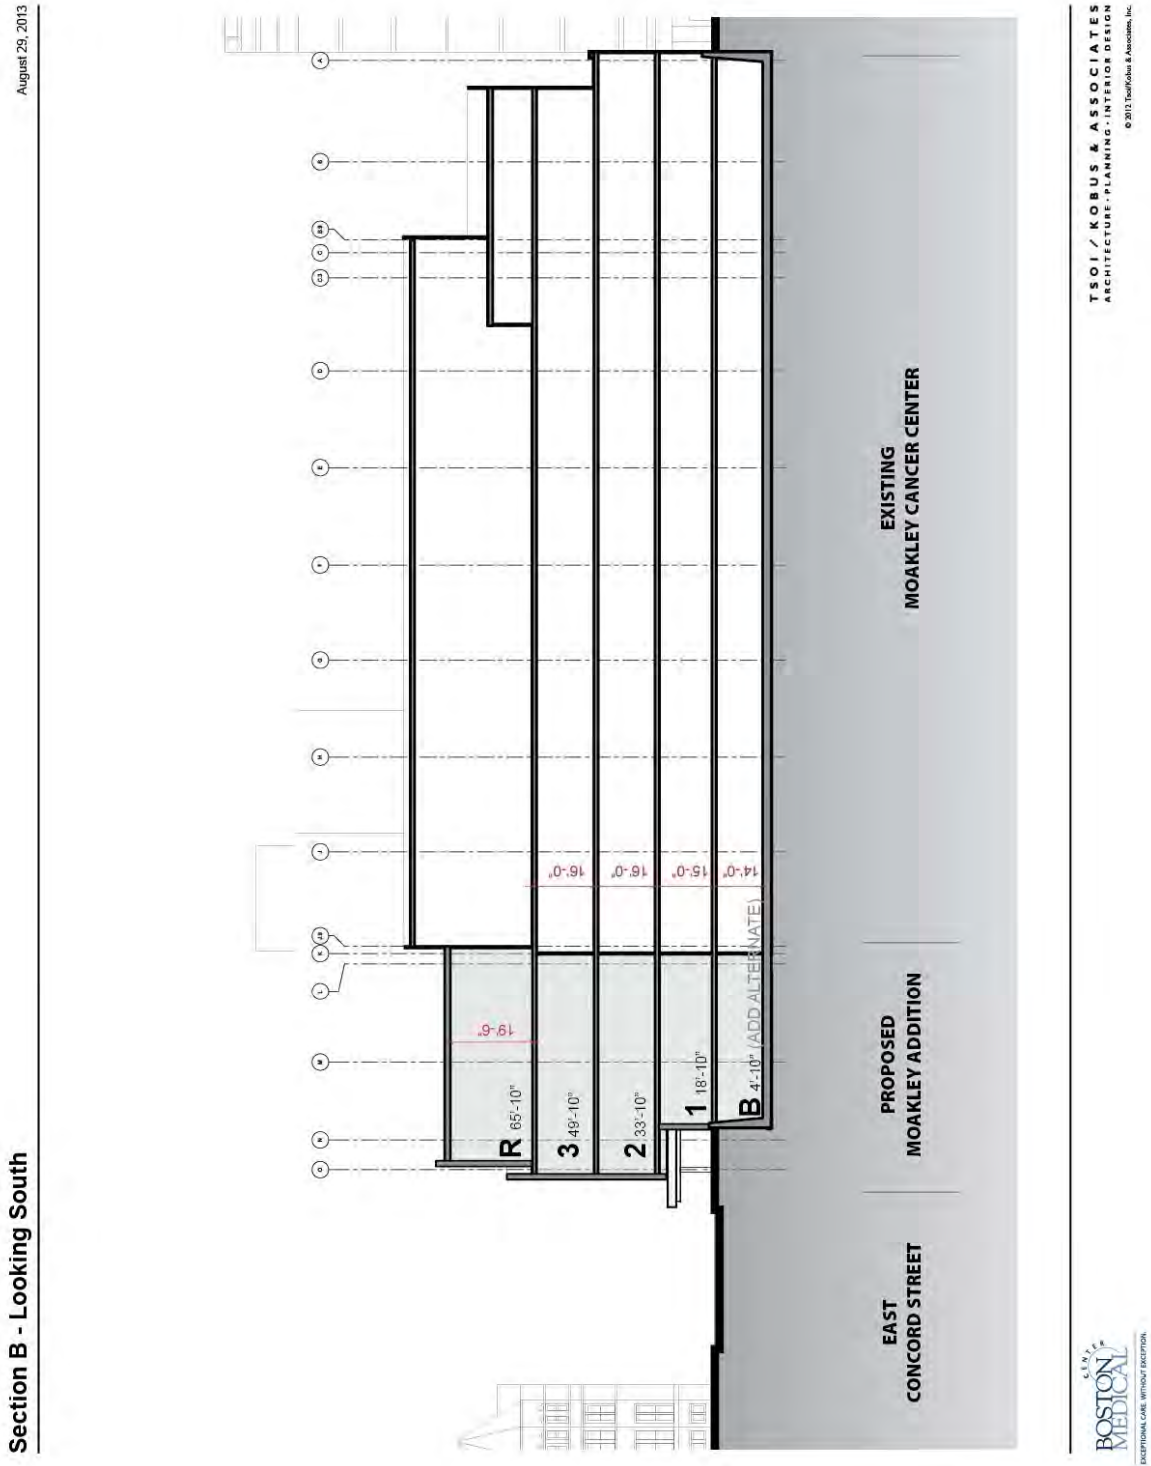 Section B - Looking South
August 29, 2013
O
N
M
L
K
J
H
G
F
E
D
C
B
A
19'-6"
16'-0"
16'-0"
15'-0"
14'-0"
R 65'-10"
3 49'-10"
2 33'-10"
1 18'-10"
B 4'-10" (ADD ALTERNATE)
EAST
CONCORD STREET
PROPOSED
MOAKLEY ADDITION
EXISTING
MOAKLEY CANCER CENTER
BOSTON
MEDICAL
CENTER
EXCEPTIONAL CARE. WITHOUT EXCEPTION.
TSOI / KOBUS & ASSOCIATES
ARCHITECTURE · PLANNING · INTERIOR DESIGN
© 2012 Tsoi/Kobus & Associates, Inc.